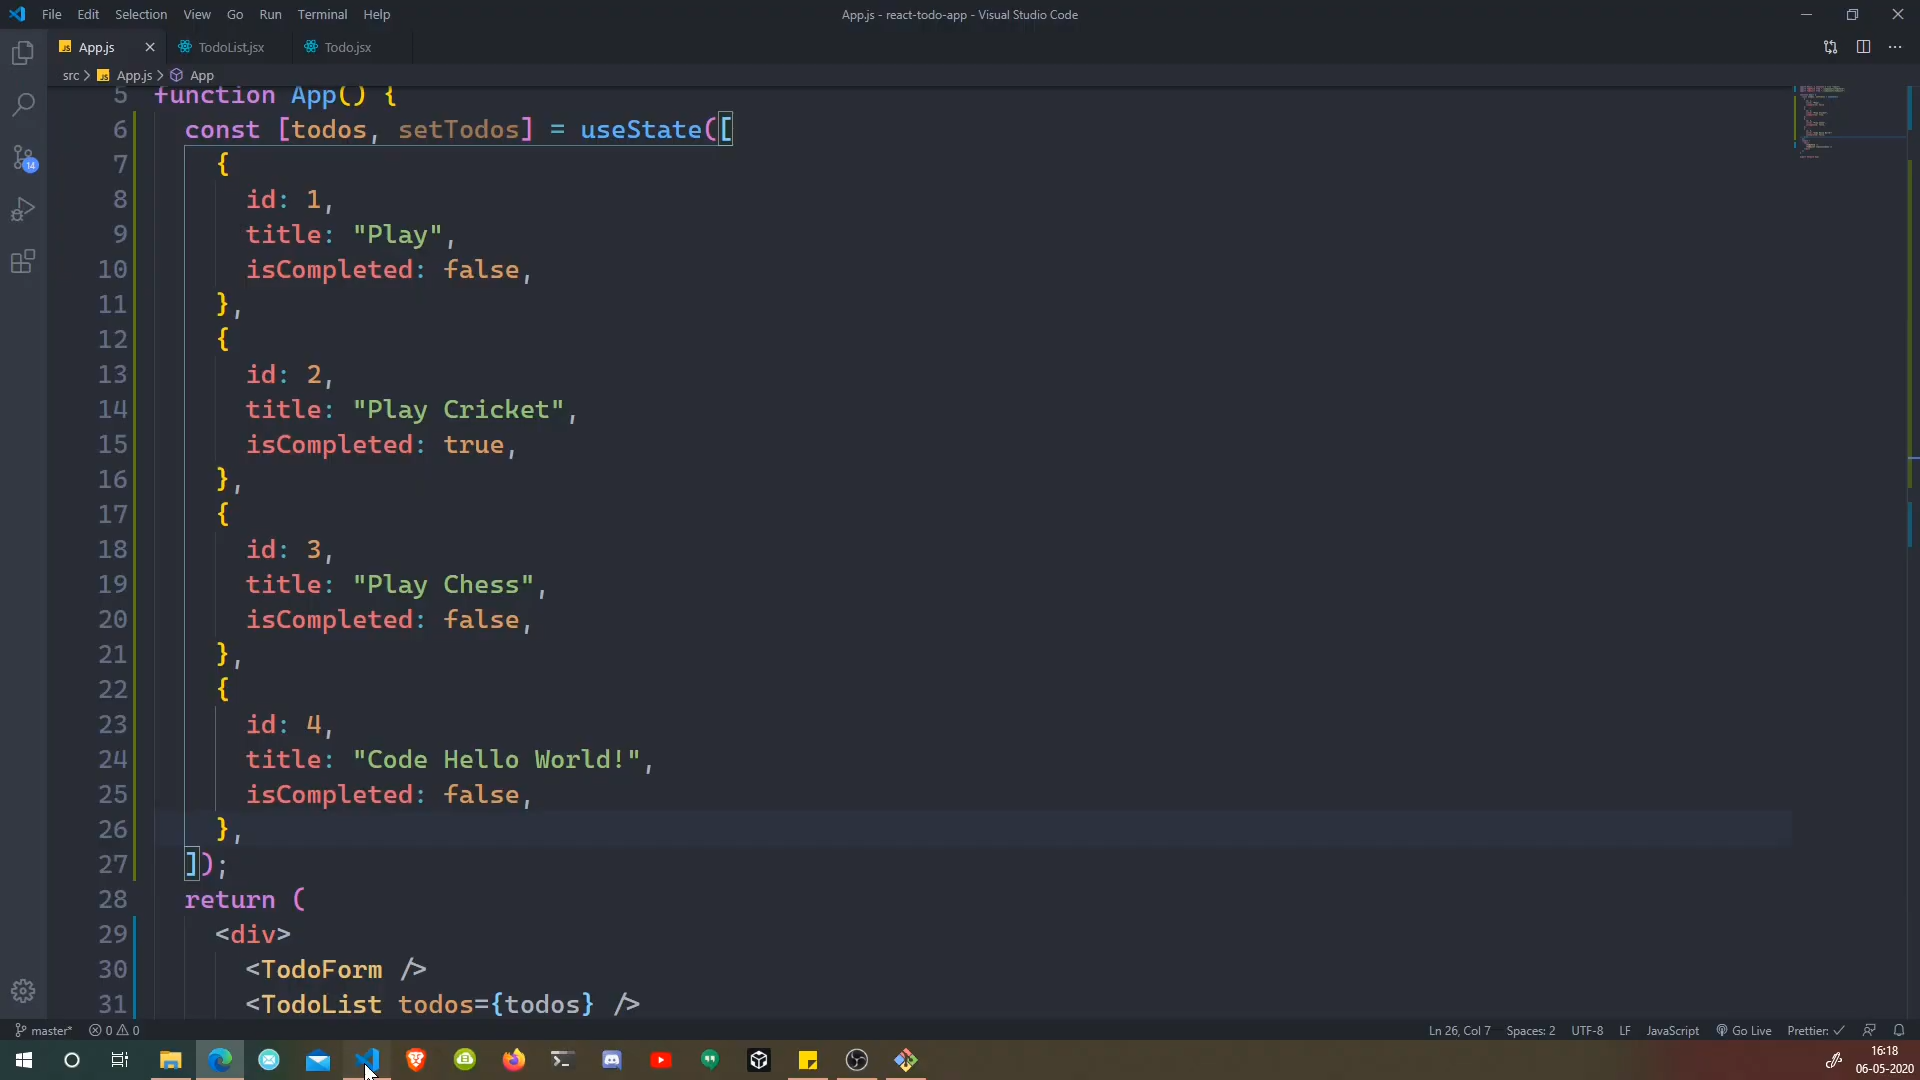 File Edit Selection View Go Run Terminal Help
App.js - react-todo-app - Visual Studio Code
JS App.js TodoList.jsx Todo.jsx
src > JS App.js > App
14
5 function App() {
6 const [todos, setTodos] = useState([
7 {
8 id: 1,
9 title: "Play",
10 isCompleted: false,
11 },
12 {
13 id: 2,
14 title: "Play Cricket",
15 isCompleted: true,
16 },
17 {
18 id: 3,
19 title: "Play Chess",
20 isCompleted: false,
21 },
22 {
23 id: 4,
24 title: "Code Hello World!",
25 isCompleted: false,
26 },
27 ]);
28 return (
29 <div>
30 <TodoForm />
31 <TodoList todos={todos} />
master* 0 0
Ln 26, Col 7 Spaces: 2 UTF-8 LF JavaScript Go Live Prettier: ✓
16:18
06-05-2020